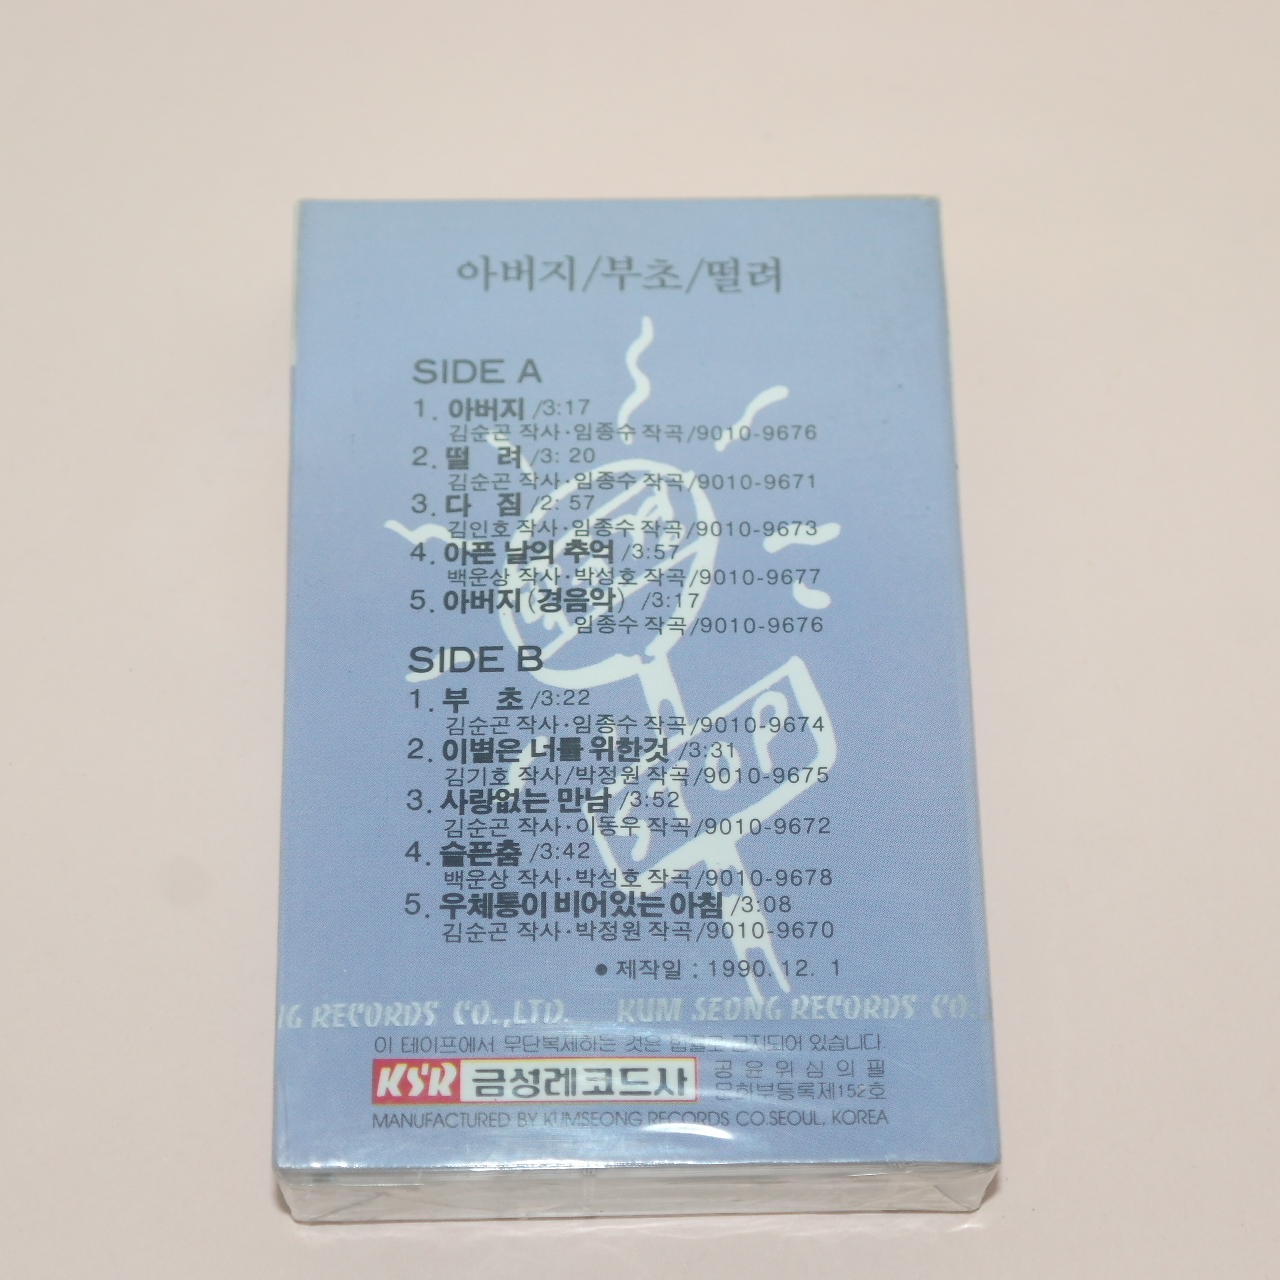 아버지/부초/떨려
SIDE A
1. 아버지 /3:17
김순곤 작사·임종수 작곡/9010-9676
2. 떨 려 /3: 20
김순곤 작사·임종수 작곡/9010-9671
3. 다 짐 /2: 57
김인호 작사·임종수 작곡/9010-9673
4. 아픈 날의 추억 /3:57
백운상 작사·박성호 작곡/9010-9677
5. 아버지(경음악) /3:17
임종수 작곡/9010-9676
SIDE B
1. 부 초 /3:22
김순곤 작사·임종수 작곡/9010-9674
2. 이별은 너를 위한것 /3:31
김기호 작사/박정원 작곡/9010-9675
3. 사랑없는 만남 /3:52
김순곤 작사·이동우 작곡/9010-9672
4. 슬픈춤 /3:42
백운상 작사·박성호 작곡/9010-9678
5. 우체통이 비어있는 아침 /3:08
김순곤 작사·박정원 작곡/9010-9670
STOP
● 제작일 : 1990. 12. 1
NG RECORDS CO.,LTD. KUM SEONG RECORDS CO.
이 테이프에서 무단복제하는 것은 법률로 금지되어 있습니다.
KSR 금성레코드사
공윤위심의필
문화부등록제152호
MANUFACTURED BY KUMSEONG RECORDS CO.SEOUL, KOREA